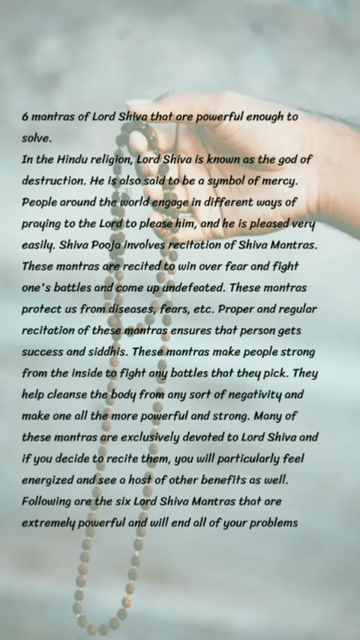 6 mantras of Lord Shiva that are powerful enough to
solve.
In the Hindu religion, Lord Shiva is known as the god of
destruction. He is also said to be a symbol of mercy.
People around the world engage in different ways of
praying to the Lord to please him, and he is pleased very
easily. Shiva Pooja involves recitation of Shiva Mantras.
These mantras are recited to win over fear and fight
one's battles and come up undefeated. These mantras
protect us from diseases, fears, etc. Proper and regular
recitation of these mantras ensures that person gets
success and siddhis. These mantras make people strong
from the inside to fight any battles that they pick. They
help cleanse the body from any sort of negativity and
make one all the more powerful and strong. Many of
these mantras are exclusively devoted to Lord Shiva and
if you decide to recite them, you will particularly feel
energized and see a host of other benefits as well.
Following are the six Lord Shiva Mantras that are
extremely powerful and will end all of your problems